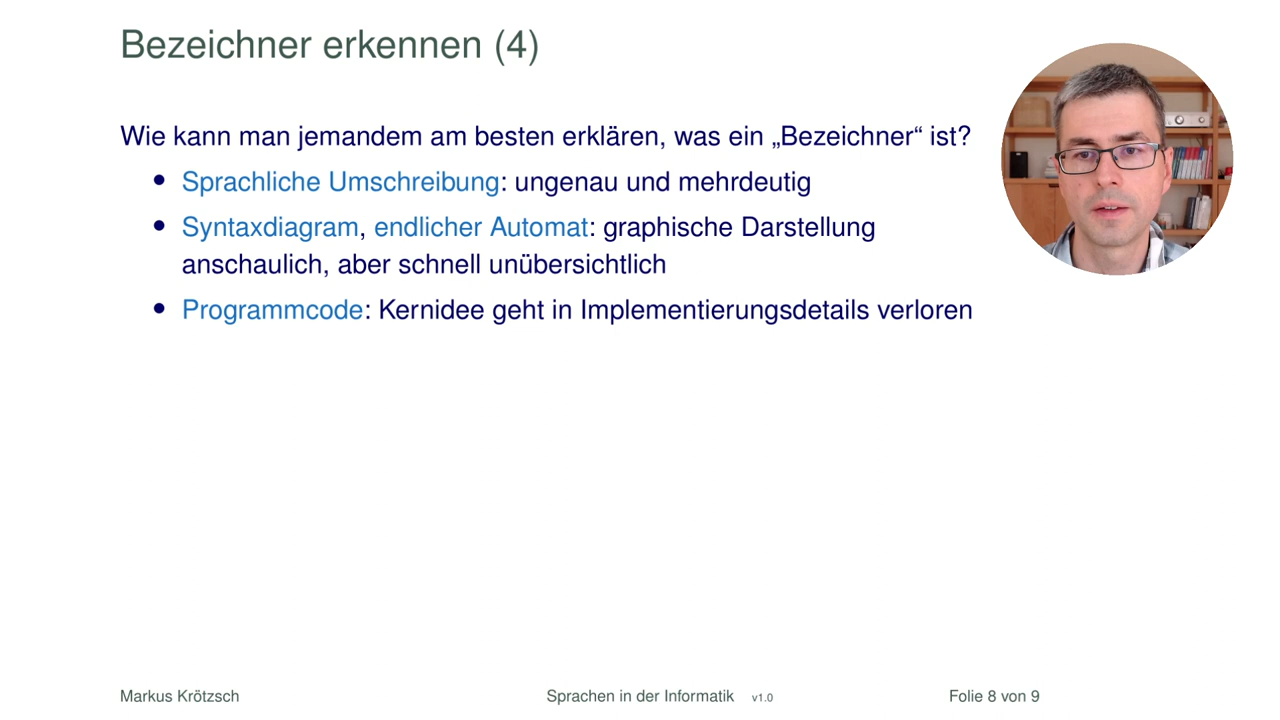 Bezeichner erkennen (4)
Wie kann man jemandem am besten erklären, was ein „Bezeichner“ ist?
• Sprachliche Umschreibung: ungenau und mehrdeutig
• Syntaxdiagram, endlicher Automat: graphische Darstellung
anschaulich, aber schnell unübersichtlich
• Programmcode: Kernidee geht in Implementierungsdetails verloren
Markus Krötzsch Sprachen in der Informatik v1.0 Folie 8 von 9